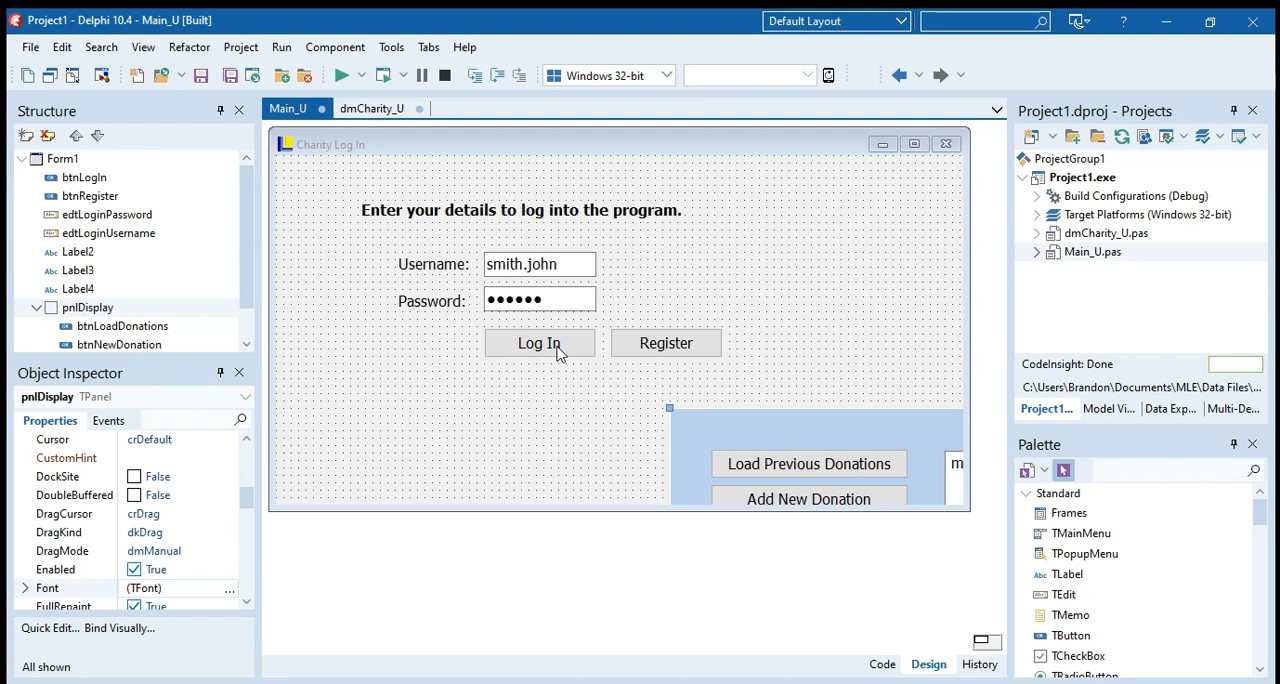 Project1 - Delphi 10.4 - Main_U [Built]
Default Layout
?
File Edit Search View Refactor Project Run Component Tools Tabs Help
Windows 32-bit
Structure
Form1
btnLogIn
btnRegister
edtLoginPassword
edtLoginUsername
Abc Label2
Abc Label3
Abc Label4
pnlDisplay
btnLoadDonations
btnNewDonation
Object Inspector
pnlDisplay TPanel
Properties Events
Cursor crDefault
CustomHint
DockSite False
DoubleBuffered False
DragCursor crDrag
DragKind dkDrag
DragMode dmManual
Enabled True
Font (TFont) ...
FullRepaint True
Quick Edit... Bind Visually...
All shown
Main_U dmCharity_U
Charity Log In
Enter your details to log into the program.
Username: smith.john
Password: ●●●●●●
Log In Register
Load Previous Donations m
Add New Donation
Code Design History
Project1.dproj - Projects
ProjectGroup1
Project1.exe
Build Configurations (Debug)
Target Platforms (Windows 32-bit)
dmCharity_U.pas
Main_U.pas
CodeInsight: Done
C:\Users\Brandon\Documents\MLE\Data Files\...
Project1... Model Vi... Data Exp... Multi-De...
Palette
Standard
Frames
TMainMenu
TPopupMenu
Abc TLabel
TEdit
TMemo
TButton
TCheckBox
TRadioButton